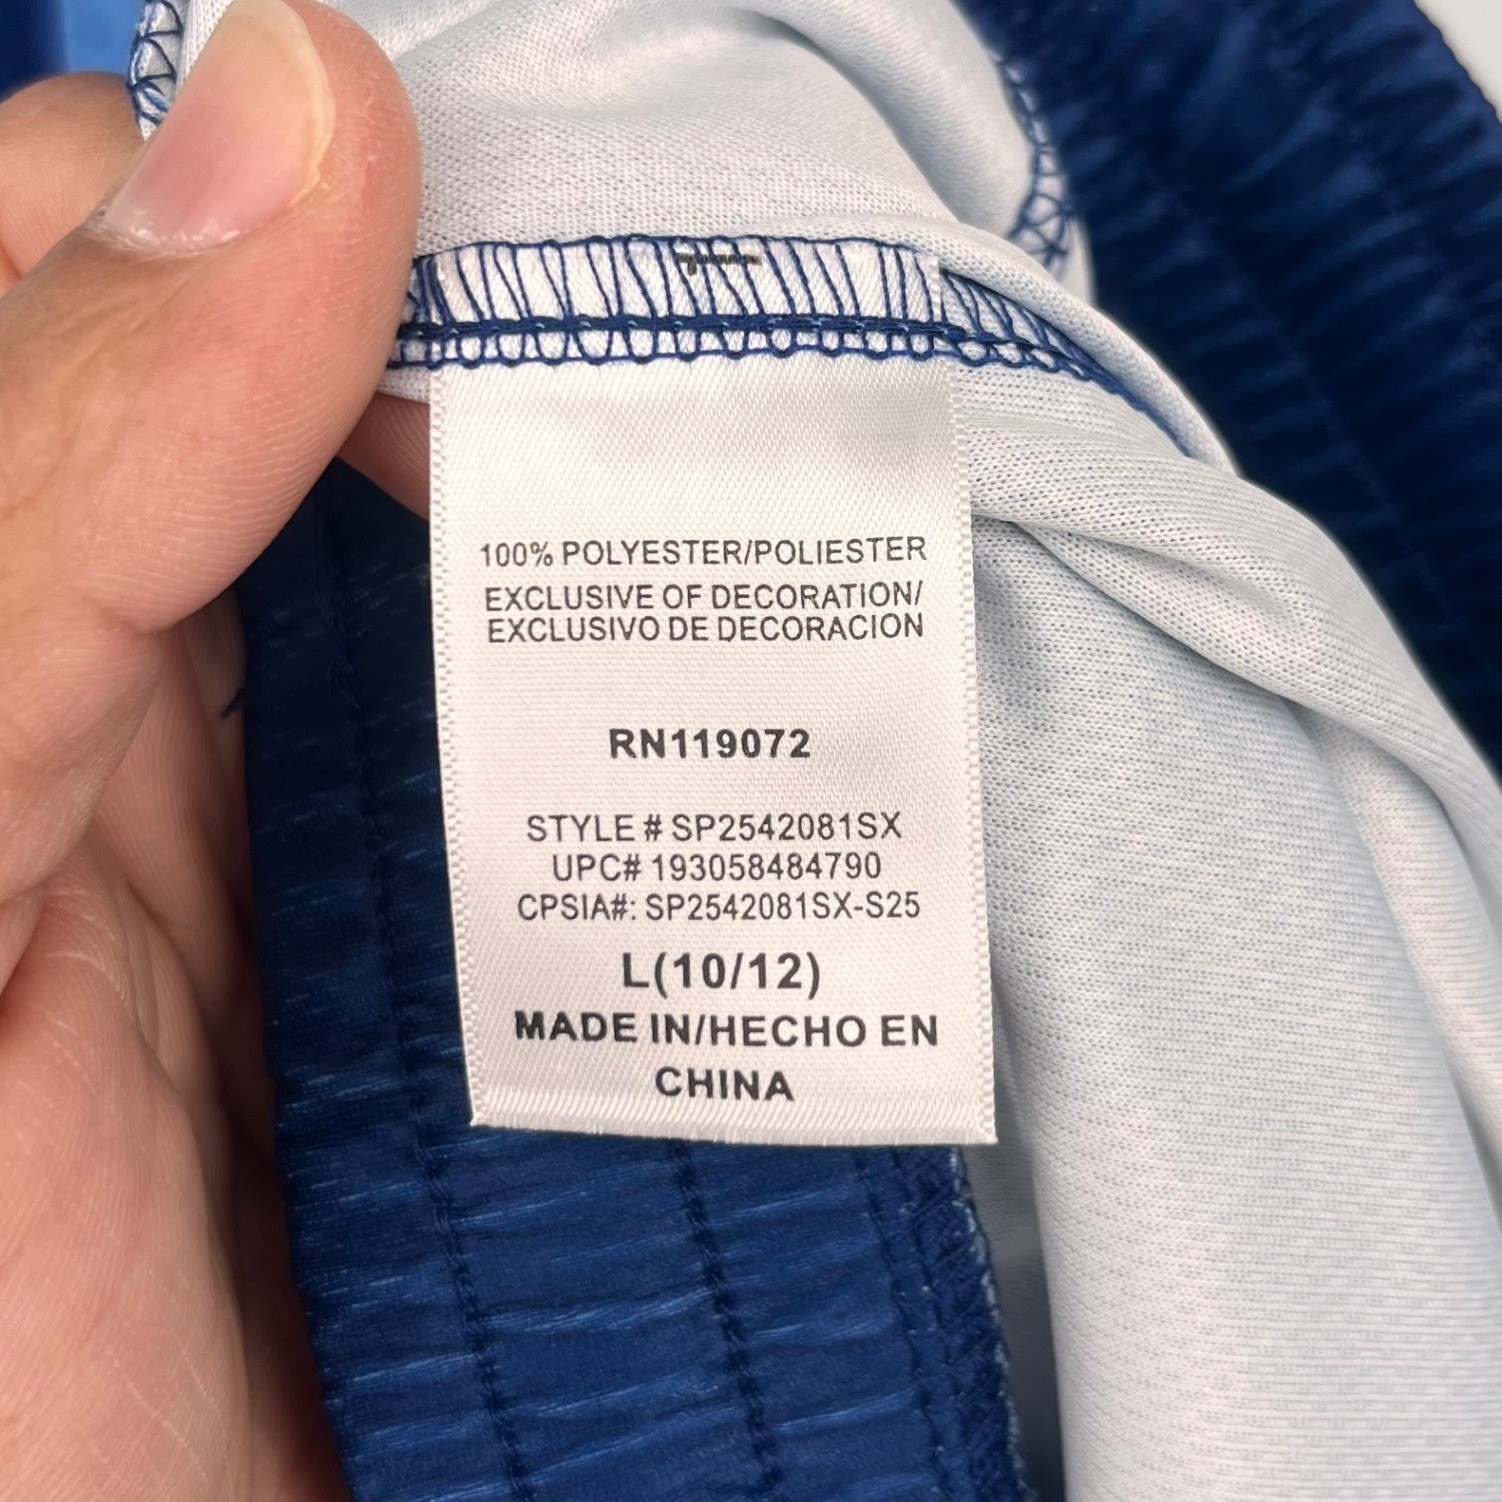 100% POLYESTER/POLIESTER
EXCLUSIVE OF DECORATION/
EXCLUSIVO DE DECORACION
RN119072
STYLE # SP2542081SX
UPC# 193058484790
CPSIA#: SP2542081SX-S25
L(10/12)
MADE IN/HECHO EN
CHINA